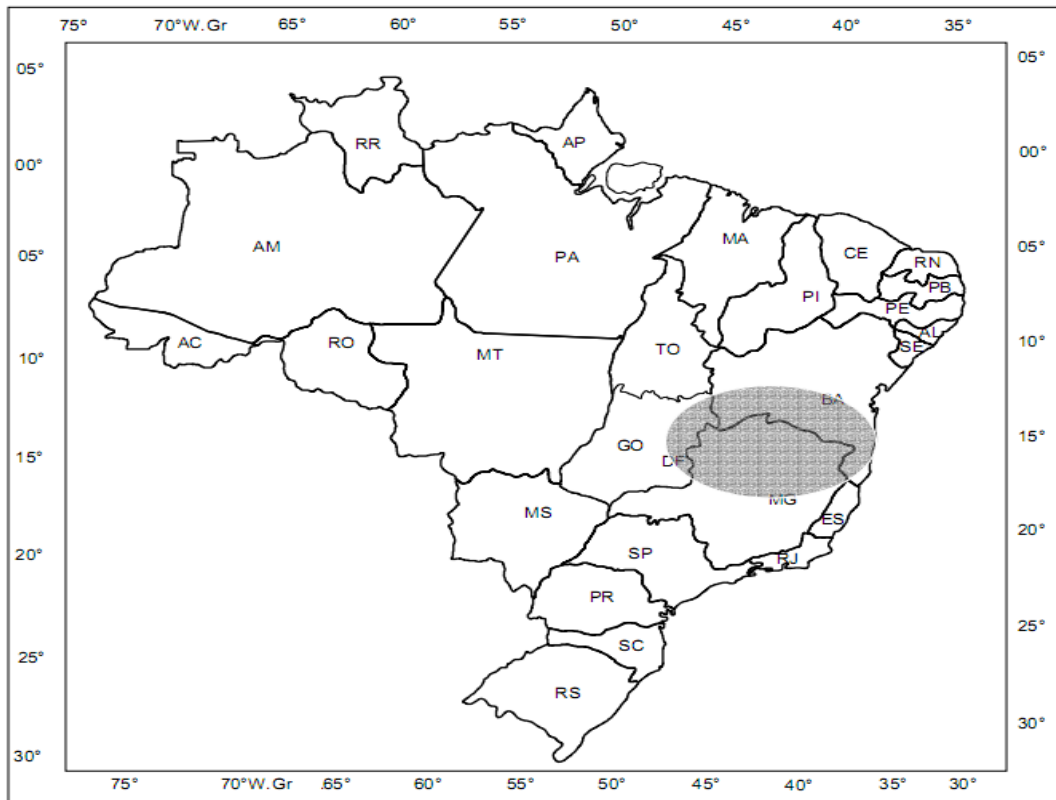 75° 70°W.Gr 65° 60° 55° 50° 45° 40° 35°
05° 05°
RR AP
00° 00°
AM PA MA CE RN
05° 05°
PI PB
PE
AC RO MT TO AL
SE
10° 10°
BA
GO 15°
15° DF
MG
MS ES
20° 20°
SP RJ
PR
25° 25°
SC
RS
30° 30°
75° 70°W.Gr .65° 60° 55° 50° 45° 40° 35° 30°